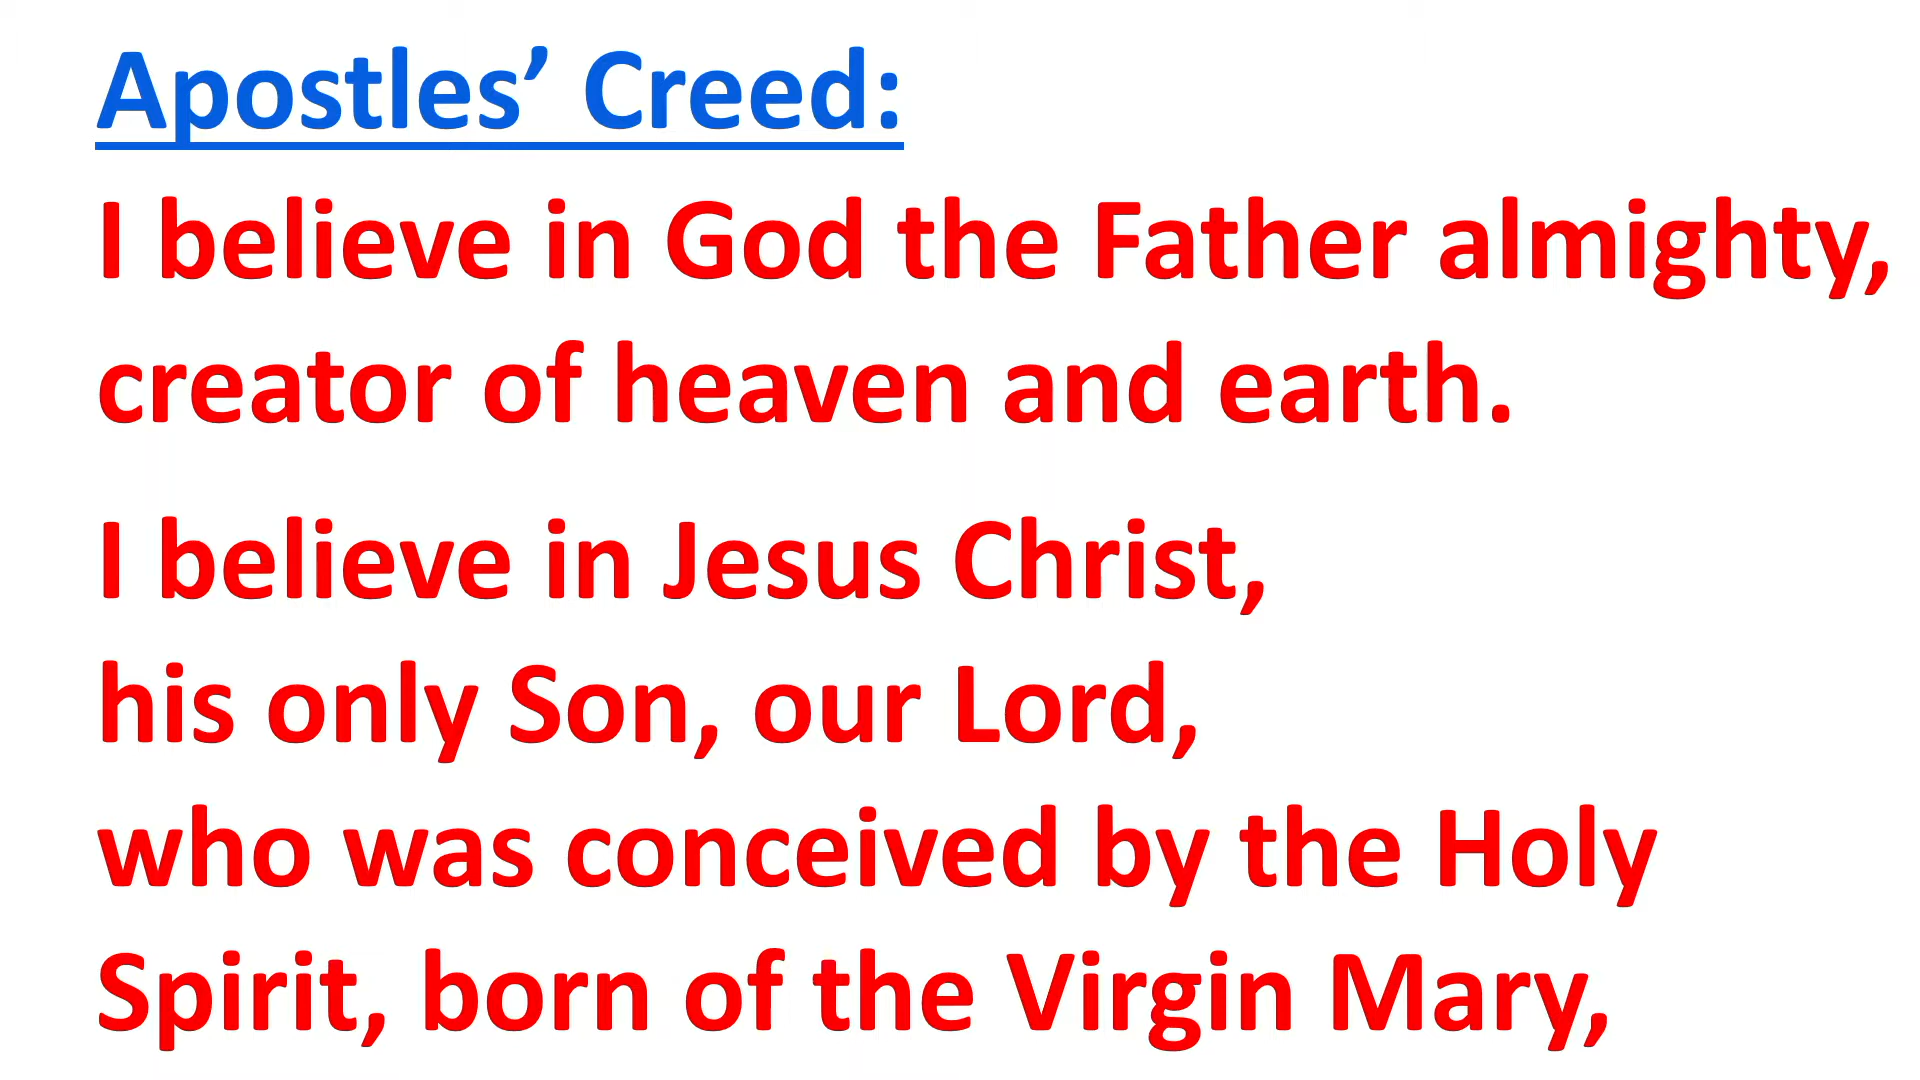 Apostles’ Creed:
I believe in God the Father almighty,
creator of heaven and earth.
I believe in Jesus Christ,
his only Son, our Lord,
who was conceived by the Holy
Spirit, born of the Virgin Mary,